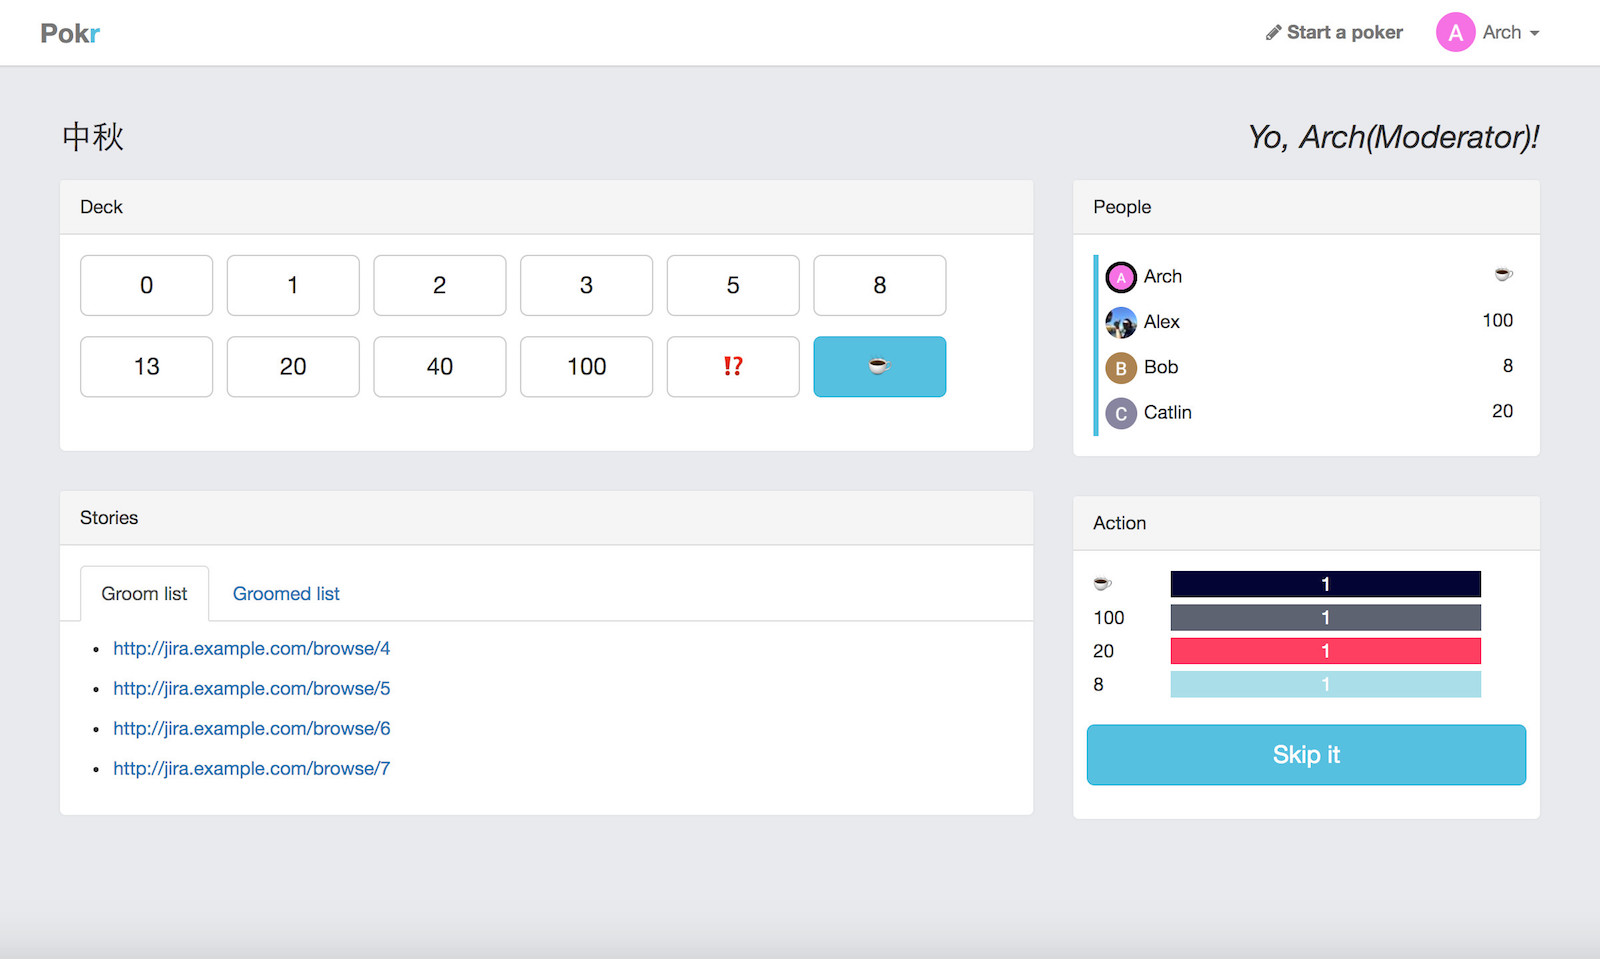 Pokr
Start a poker
A Arch
中秋
Yo, Arch(Moderator)!
Deck
0 1 2 3 5 8
13 20 40 100 ⁉ ☕
People
A Arch ☕
Alex 100
B Bob 8
C Catlin 20
Stories
Groom list Groomed list
http://jira.example.com/browse/4
http://jira.example.com/browse/5
http://jira.example.com/browse/6
http://jira.example.com/browse/7
Action
☕ 1
100 1
20 1
8 1
Skip it